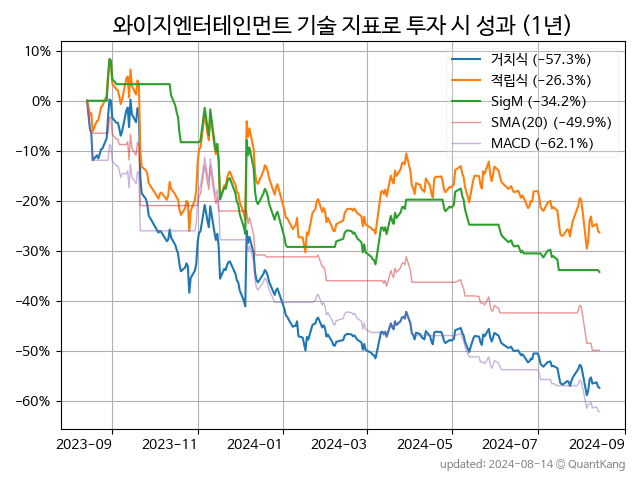 와이지엔터테인먼트 기술 지표로 투자 시 성과 (1년)
10%
0%
−10%
−20%
−30%
−40%
−50%
−60%
거치식 (−57.3%)
적립식 (−26.3%)
SigM (−34.2%)
SMA(20) (−49.9%)
MACD (−62.1%)
2023-09
2023-11
2024-01
2024-03
2024-05
2024-07
2024-09
updated: 2024-08-14 © QuantKang